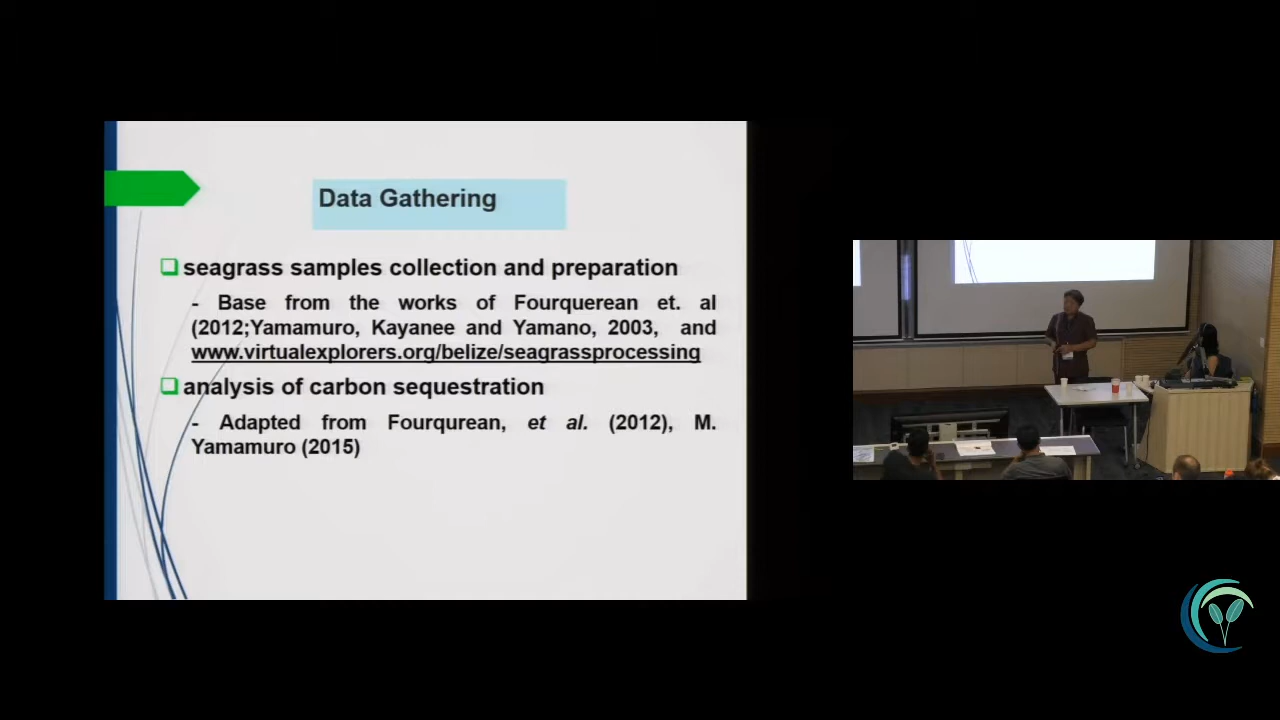 Data Gathering
seagrass samples collection and preparation
- Base from the works of Fourquerean et. al
(2012;Yamamuro, Kayanee and Yamano, 2003, and
www.virtualexplorers.org/belize/seagrassprocessing
analysis of carbon sequestration
- Adapted from Fourqurean, et al. (2012), M.
Yamamuro (2015)